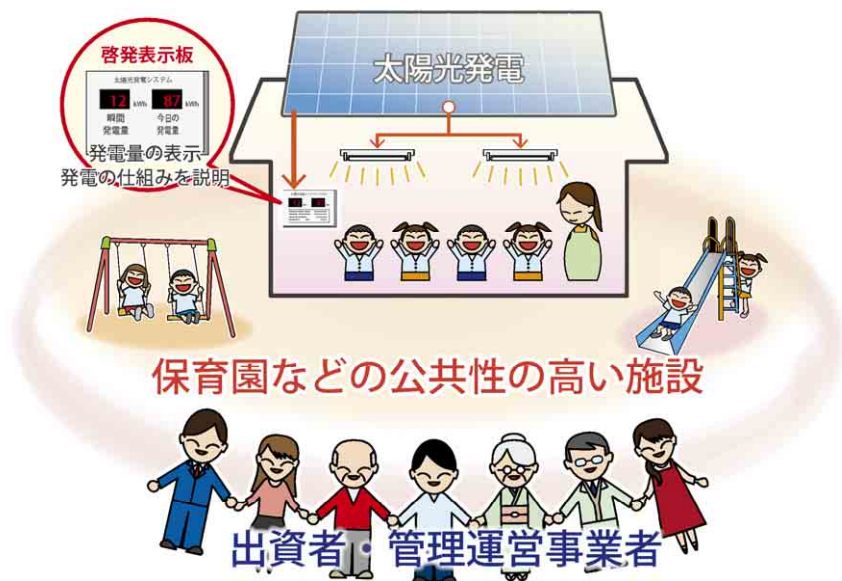 啓発表示板
太陽光発電システム
12 kWh 87 kWh
瞬間 今日の
発電量 発電量
発電量の表示
発電の仕組みを説明
太陽光発電
保育園などの公共性の高い施設
出資者・管理運営事業者